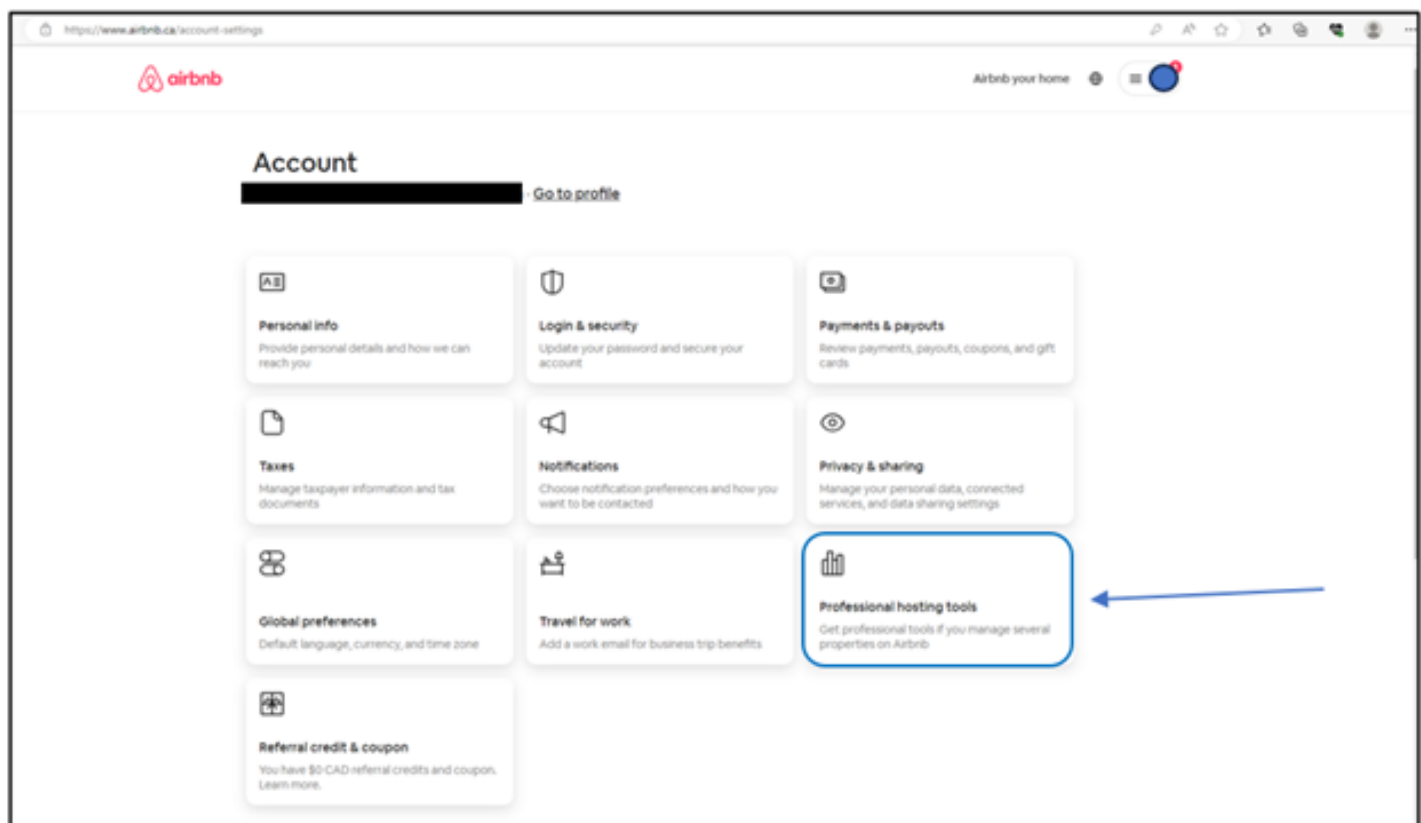 https://www.airbnb.ca/account-settings
airbnb
Airbnb your home
Account
· Go to profile
Personal info
Provide personal details and how we can
reach you
Login & security
Update your password and secure your
account
Payments & payouts
Review payments, payouts, coupons, and gift
cards
Taxes
Manage taxpayer information and tax
documents
Notifications
Choose notification preferences and how you
want to be contacted
Privacy & sharing
Manage your personal data, connected
services, and data sharing settings
Global preferences
Default language, currency, and time zone
Travel for work
Add a work email for business trip benefits
Professional hosting tools
Get professional tools if you manage several
properties on Airbnb
Referral credit & coupon
You have $0 CAD referral credits and coupon.
Learn more.